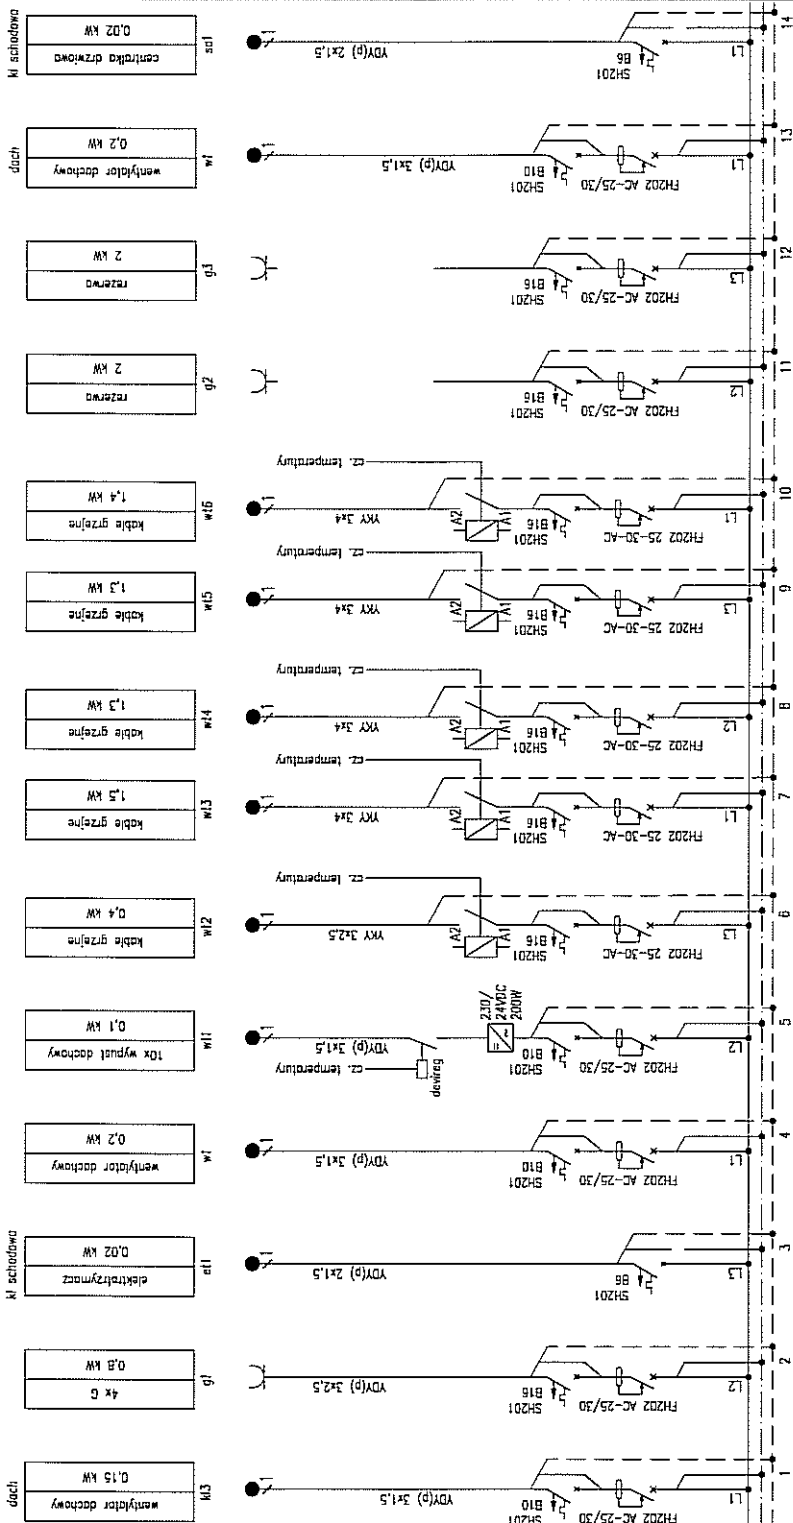 kl schodowa
centralka drzwiowa
0,02 kW
sd1
YDY(p) 2x1,5
SH201
B6
L1
14
dach
wentylator dachowy
0,2 kW
w1
YDY(p) 3x1,5
SH201
B10
FH202 AC-25/30
L1
13
rezerwa
2 kW
g3
SH201
B16
FH202 AC-25/30
L3
12
rezerwa
2 kW
g2
SH201
B16
FH202 AC-25/30
L2
11
kable grzejne
1,4 kW
wt6
YKY 3x4
cz. temperatury
A2
A1
SH201
B16
FH202 25-30-AC
L1
10
kable grzejne
1,3 kW
wt5
YKY 3x4
cz. temperatury
A2
A1
SH201
B16
FH202 25-30-AC
L3
9
kable grzejne
1,3 kW
wt4
YKY 3x4
cz. temperatury
A2
A1
SH201
B16
FH202 25-30-AC
L2
8
kable grzejne
1,5 kW
wt3
YKY 3x4
cz. temperatury
A2
A1
SH201
B16
FH202 25-30-AC
L1
7
kable grzejne
0,4 kW
wt2
YKY 3x2,5
cz. temperatury
A2
A1
SH201
B16
FH202 25-30-AC
L3
6
10x wypust dachowy
0,1 kW
wt1
YDY(p) 3x1,5
cz. temperatury
devireg
230/
24VDC
200W
SH201
B10
FH202 AC-25/30
L2
5
wentylator dachowy
0,2 kW
w1
YDY(p) 3x1,5
SH201
B10
FH202 AC-25/30
L1
4
kl schodowa
elektrotrzymacz
0,02 kW
et1
YDY(p) 2x1,5
SH201
B6
L3
3
4x G
0,8 kW
g1
YDY(p) 3x2,5
SH201
B16
FH202 AC-25/30
L2
2
dach
wentylator dachowy
0,15 kW
kl3
YDY(p) 3x1,5
SH201
B10
FH202 AC-25/30
L1
1